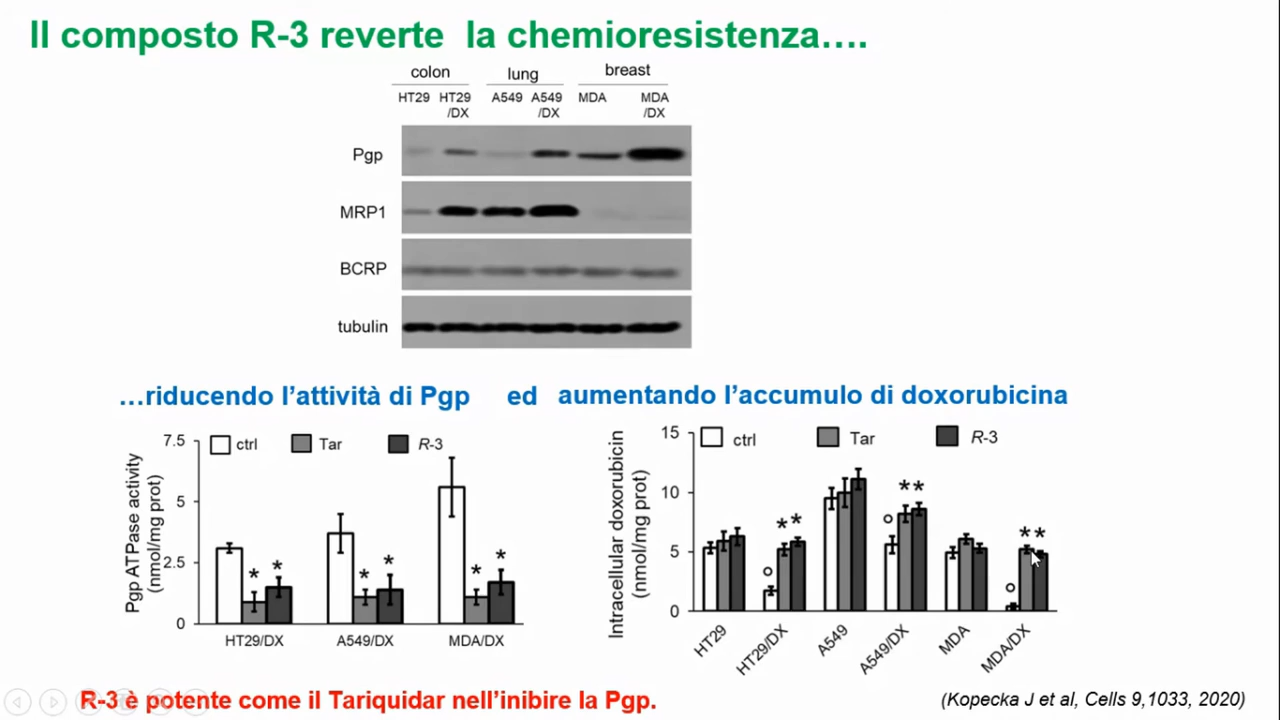 Il composto R-3 reverte la chemioresistenza….
colon lung breast
HT29 HT29 /DX A549 A549 /DX MDA MDA /DX
Pgp
MRP1
BCRP
tubulin
…riducendo l'attività di Pgp ed aumentando l'accumulo di doxorubicina
Pgp ATPase activity
(nmol/mg prot)
7.5
5
2.5
0
ctrl Tar R-3
* * * * * *
HT29/DX A549/DX MDA/DX
Intracellular doxorubicin
(nmol/mg prot)
15
10
5
0
ctrl Tar R-3
° * * ° * * ° * *
HT29 HT29/DX A549 A549/DX MDA MDA/DX
R-3 è potente come il Tariquidar nell'inibire la Pgp.
(Kopecka J et al, Cells 9,1033, 2020)